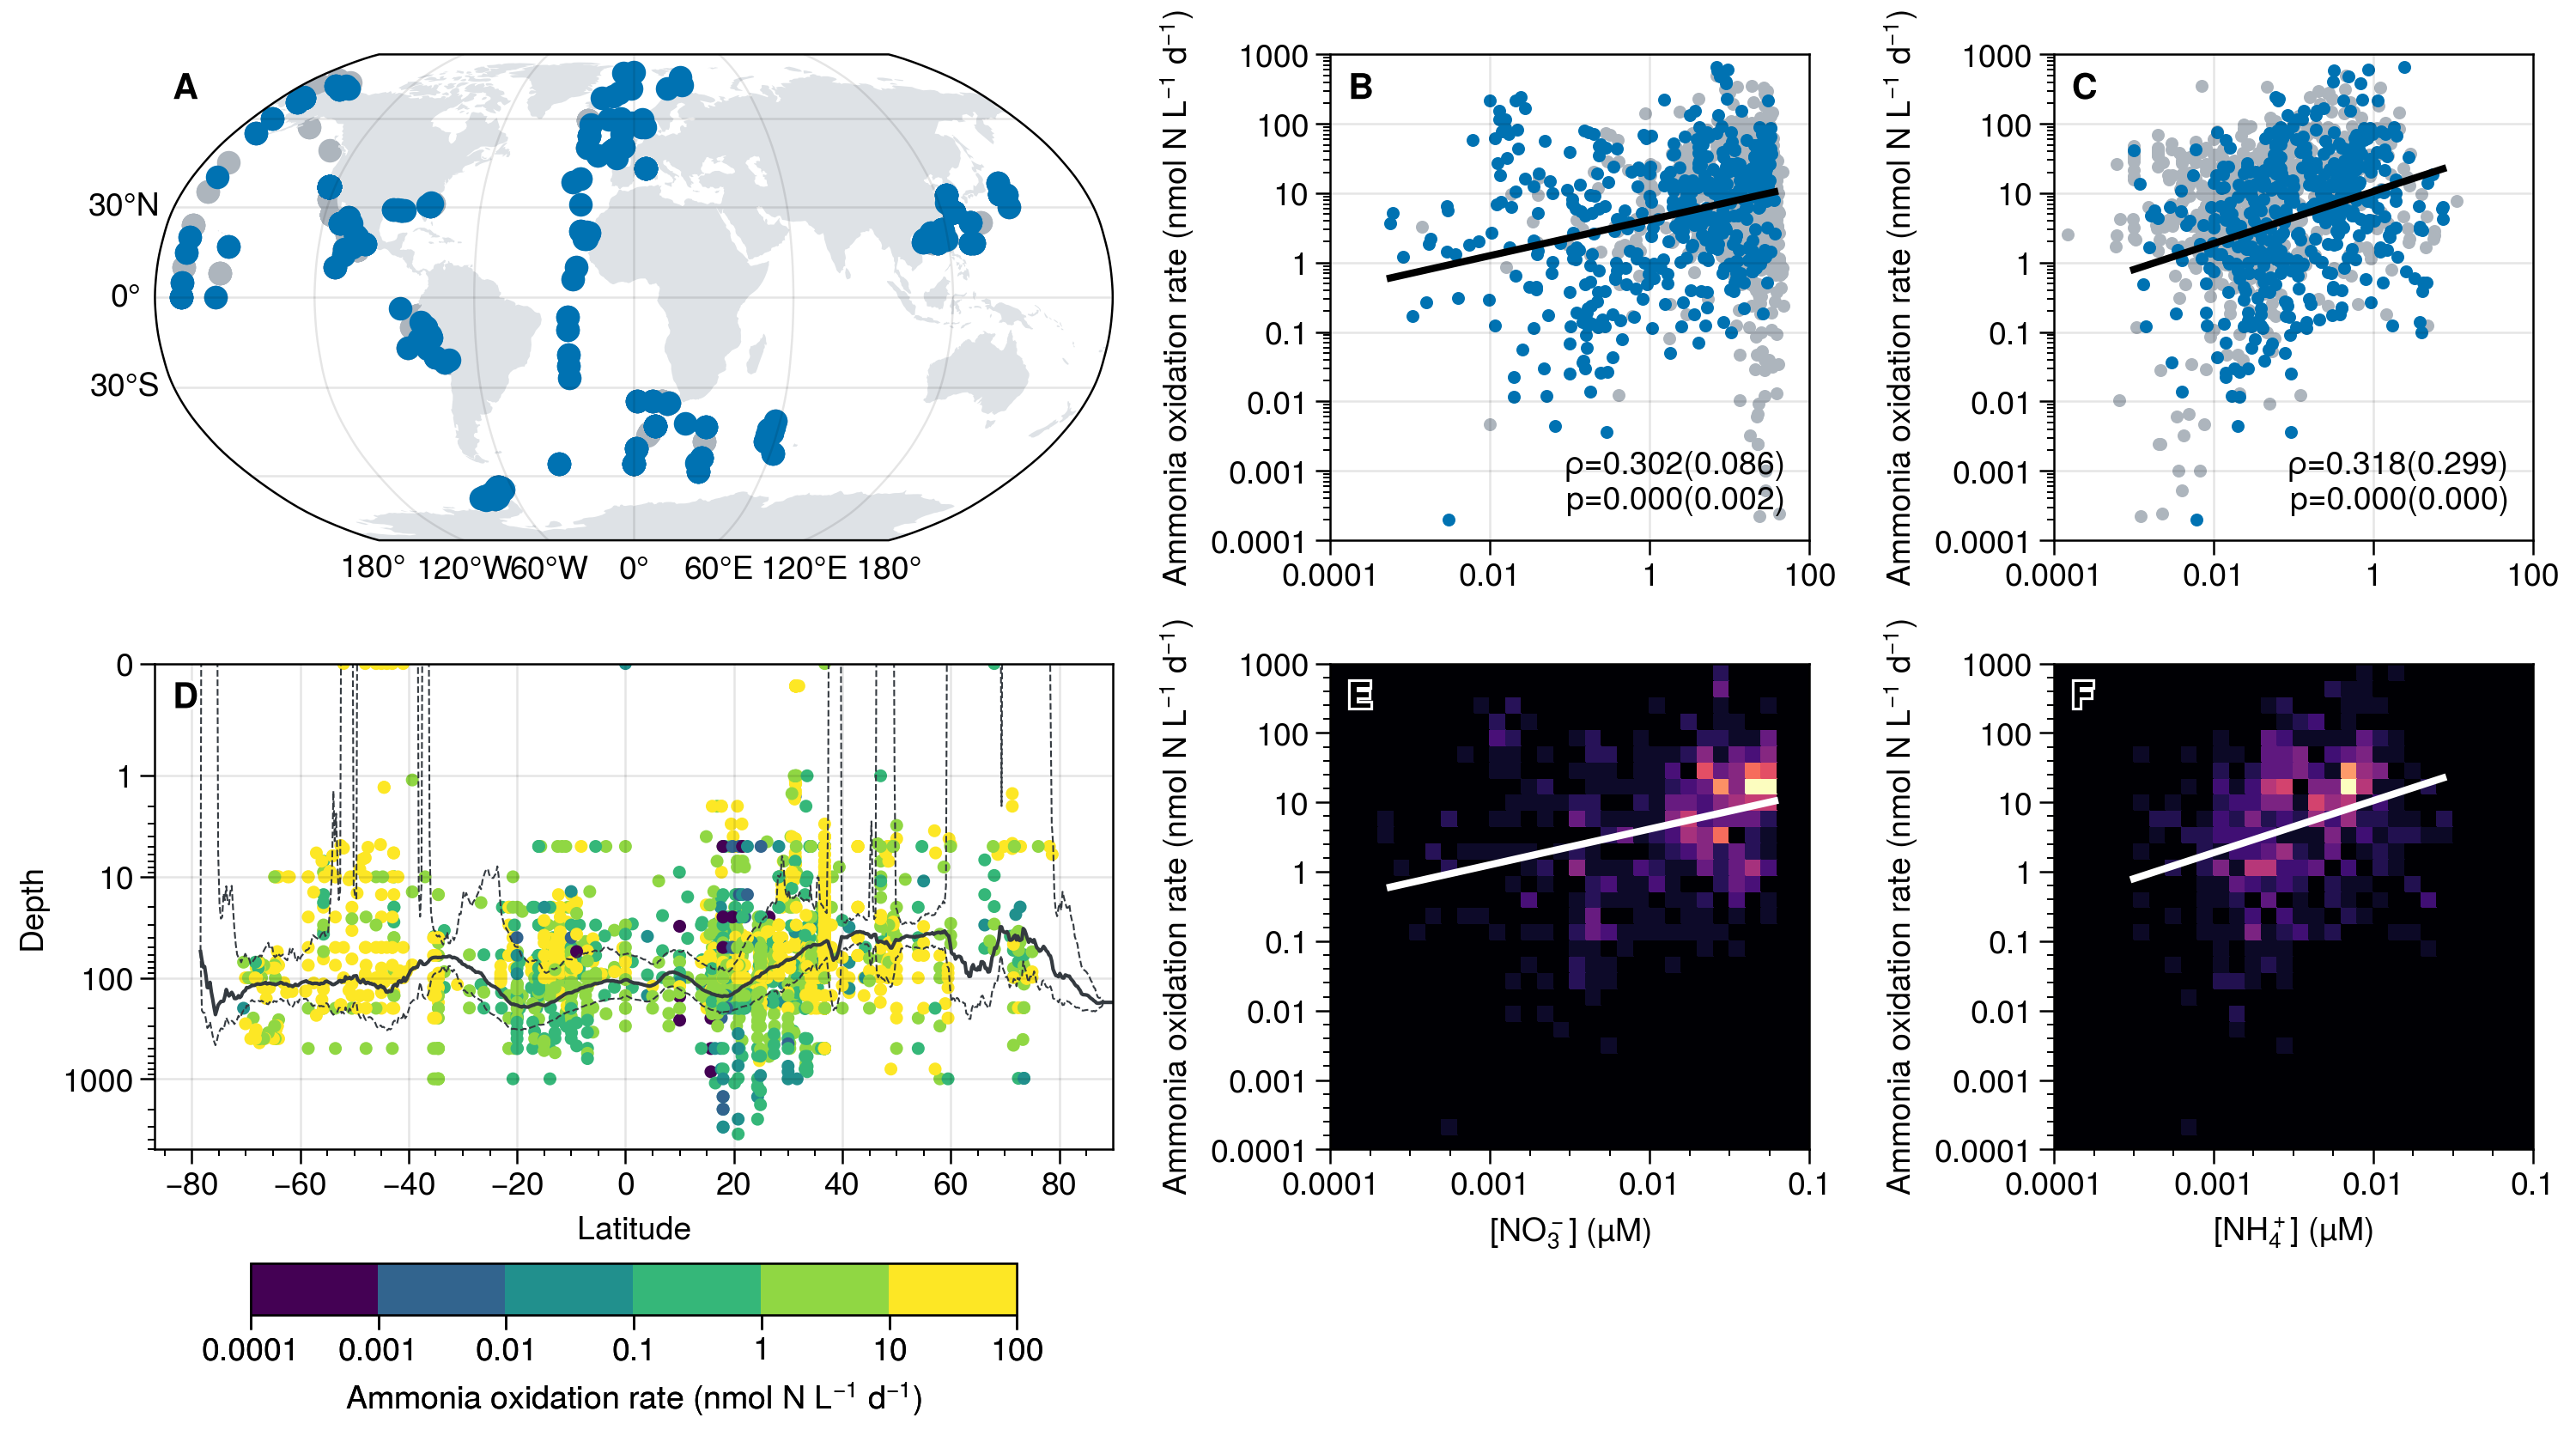 A
30°N
0°
30°S
180° 120°W60°W 0° 60°E 120°E 180°
B
Ammonia oxidation rate (nmol N L⁻¹ d⁻¹)
1000
100
10
1
0.1
0.01
0.001
0.0001
ρ=0.302(0.086)
p=0.000(0.002)
0.0001 0.01 1 100
C
Ammonia oxidation rate (nmol N L⁻¹ d⁻¹)
1000
100
10
1
0.1
0.01
0.001
0.0001
ρ=0.318(0.299)
p=0.000(0.000)
0.0001 0.01 1 100
D
Depth
0
1
10
100
1000
−80 −60 −40 −20 0 20 40 60 80
Latitude
0.0001 0.001 0.01 0.1 1 10 100
Ammonia oxidation rate (nmol N L⁻¹ d⁻¹)
E
Ammonia oxidation rate (nmol N L⁻¹ d⁻¹)
1000
100
10
1
0.1
0.01
0.001
0.0001
0.0001 0.001 0.01 0.1
[NO₃⁻] (μM)
F
Ammonia oxidation rate (nmol N L⁻¹ d⁻¹)
1000
100
10
1
0.1
0.01
0.001
0.0001
0.0001 0.001 0.01 0.1
[NH₄⁺] (μM)